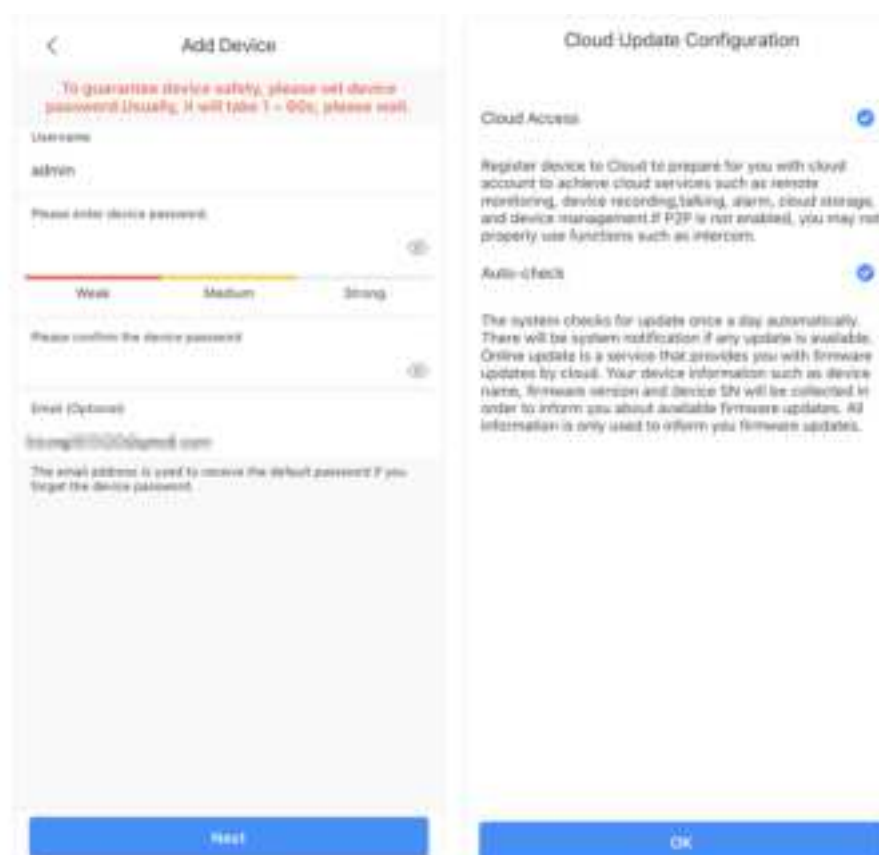 Add Device
To guarantee device safety, please set device
password.Usually, it will take 1 - 60s, please wait.
Username
admin
Please enter device password.
Weak Medium Strong
Please confirm the device password
Email (Optional)
The email address is used to receive the default password if you
forget the device password.
Next
Cloud Update Configuration
Cloud Access
Register device to Cloud to prepare for you with cloud
account to achieve cloud services such as remote
monitoring, device recording,talking, alarm, cloud storage,
and device management.If P2P is not enabled, you may not
properly use functions such as intercom.
Auto-check
The system checks for update once a day automatically.
There will be system notification if any update is available.
Online update is a service that provides you with firmware
updates by cloud. Your device information such as device
name, firmware version and device SN will be collected in
order to inform you about available firmware updates. All
information is only used to inform you firmware updates.
OK